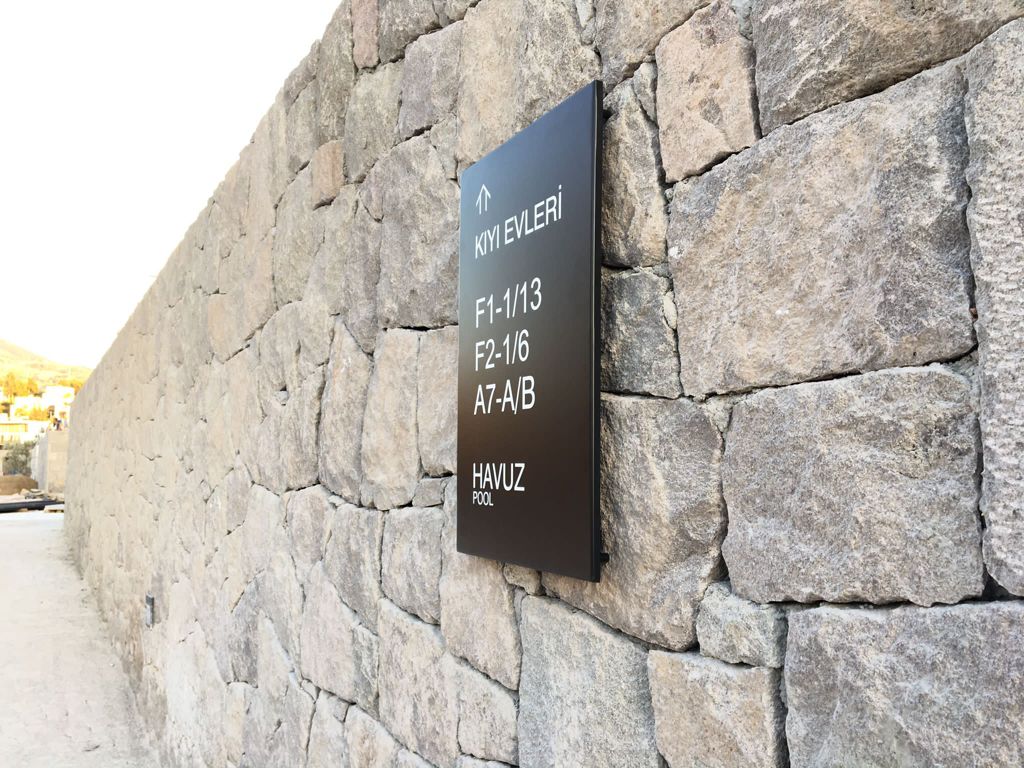 KIYI EVLERİ
F1-1/13
F2-1/6
A7-A/B
HAVUZ
POOL